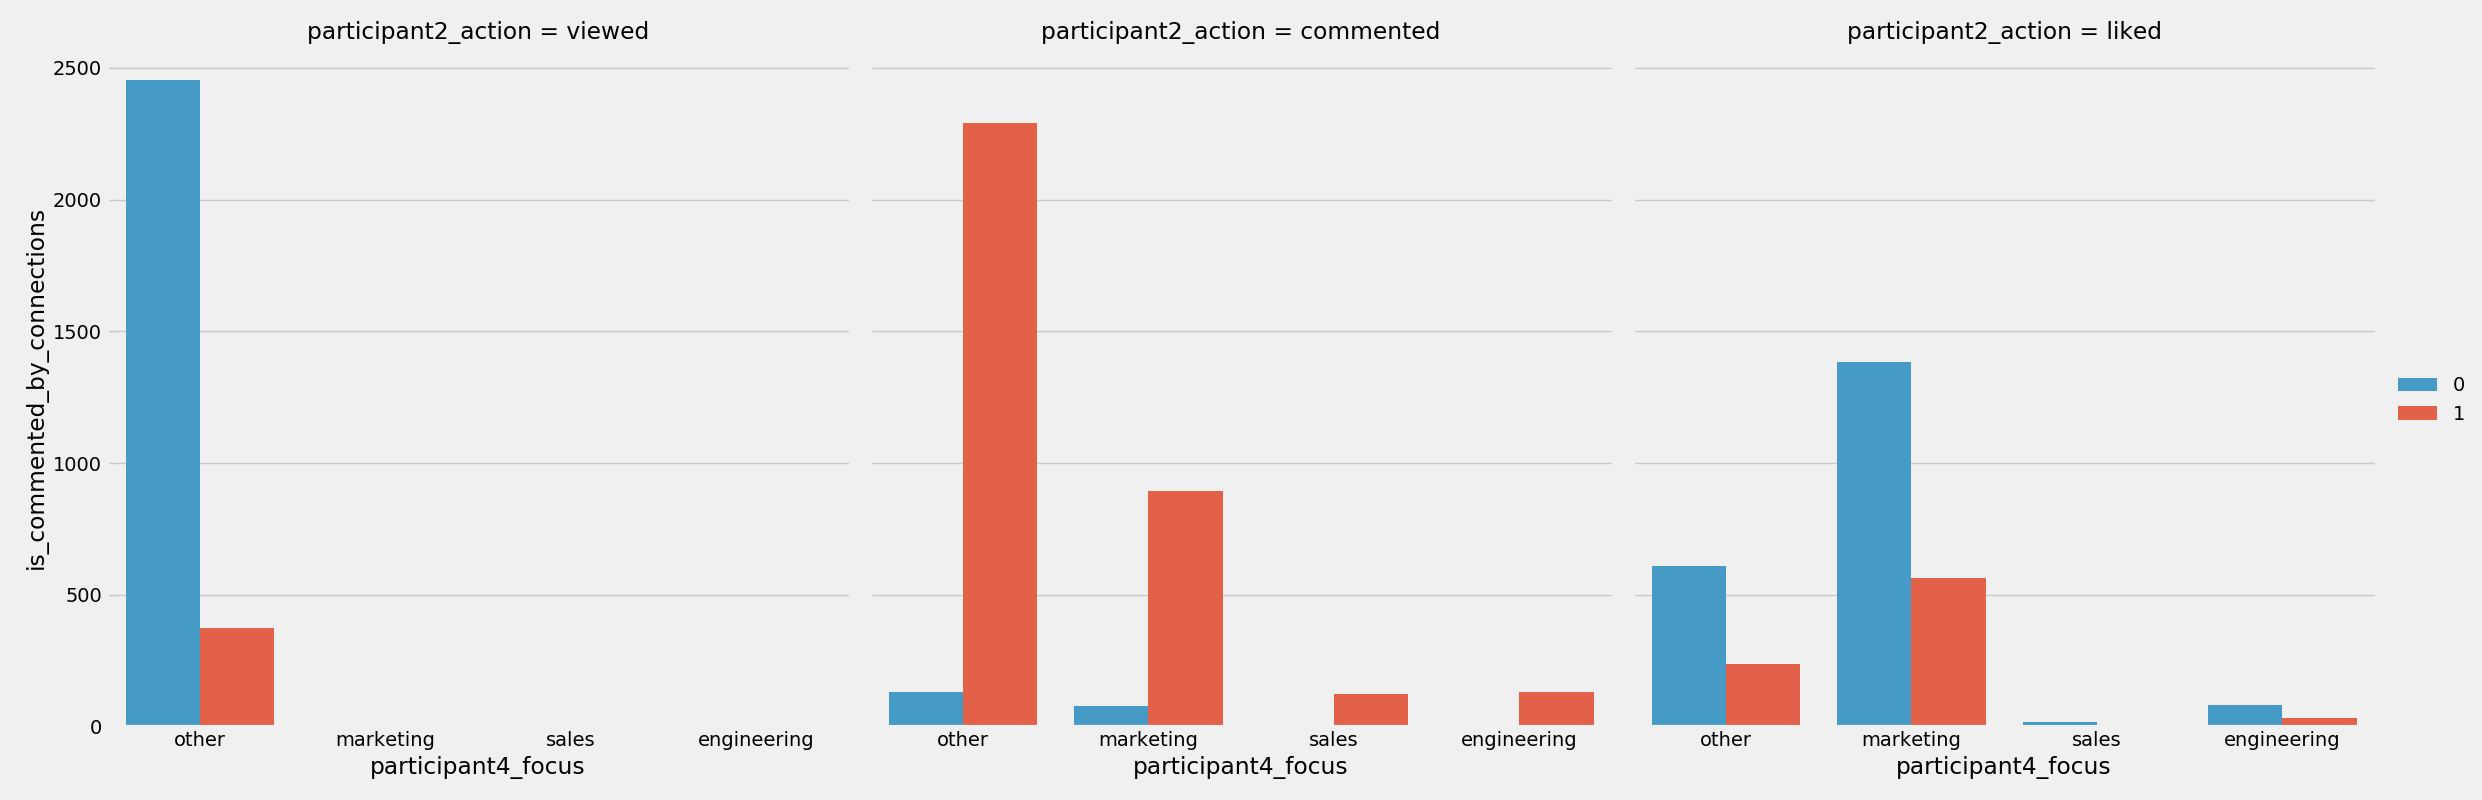 participant2_action = viewed
participant2_action = commented
participant2_action = liked
is_commented_by_connections
2500
2000
1500
1000
500
0
other marketing sales engineering
participant4_focus
other marketing sales engineering
participant4_focus
other marketing sales engineering
participant4_focus
0
1